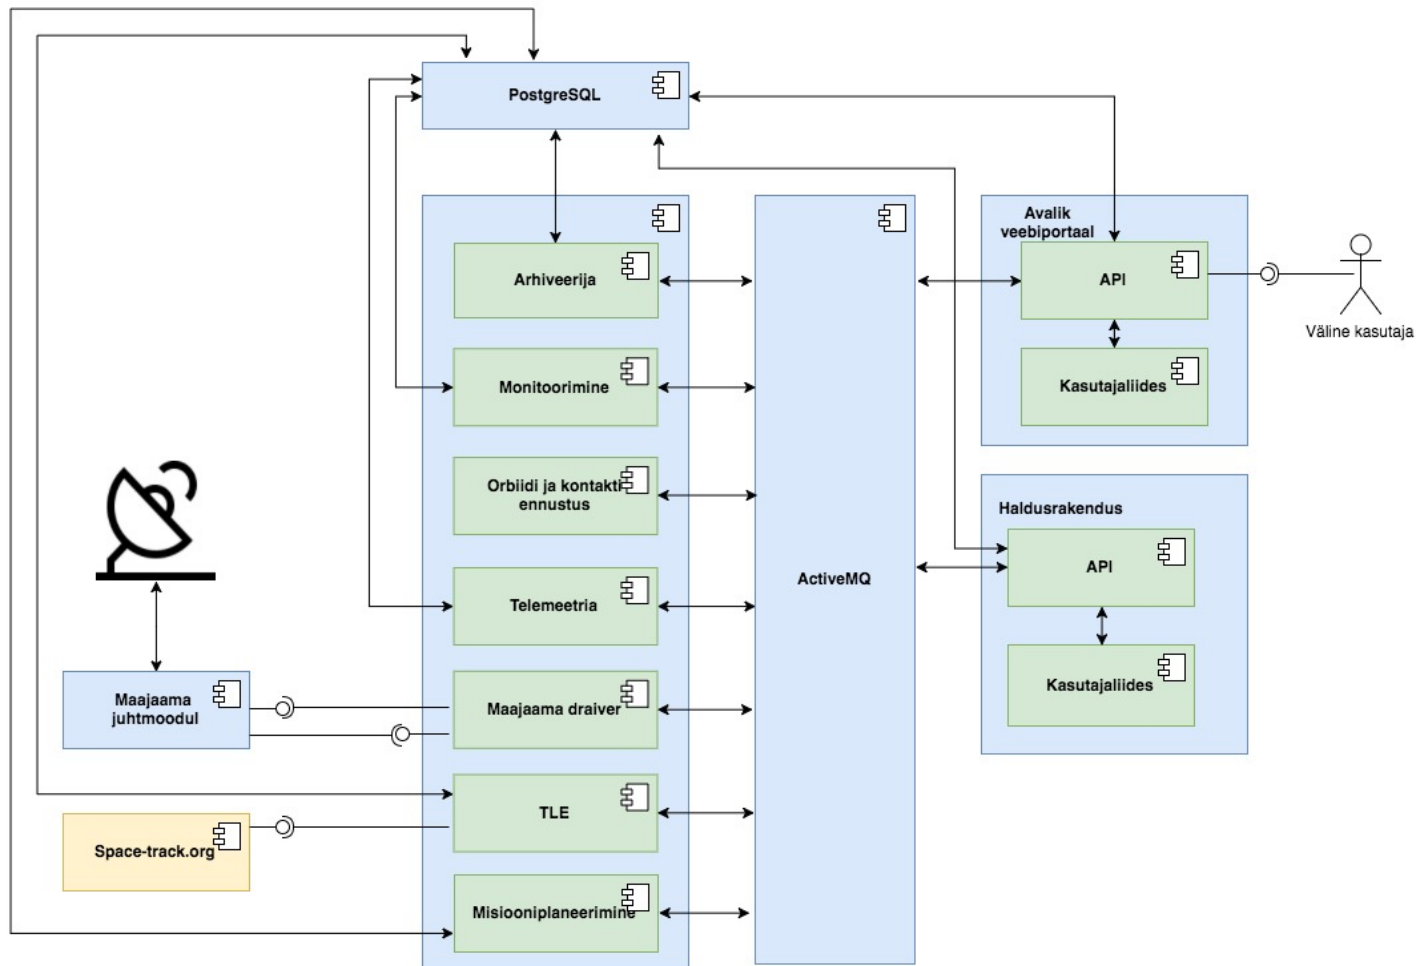 PostgreSQL
Avalik
veebiportaal
Arhiveerija
API
Väline kasutaja
Monitoorimine
Kasutajaliides
Orbiidi ja kontakti
ennustus
Haldusrakendus
API
ActiveMQ
Telemeetria
Kasutajaliides
Maajaama
juhtmoodul
Maajaama draiver
TLE
Space-track.org
Misiooniplaneerimine